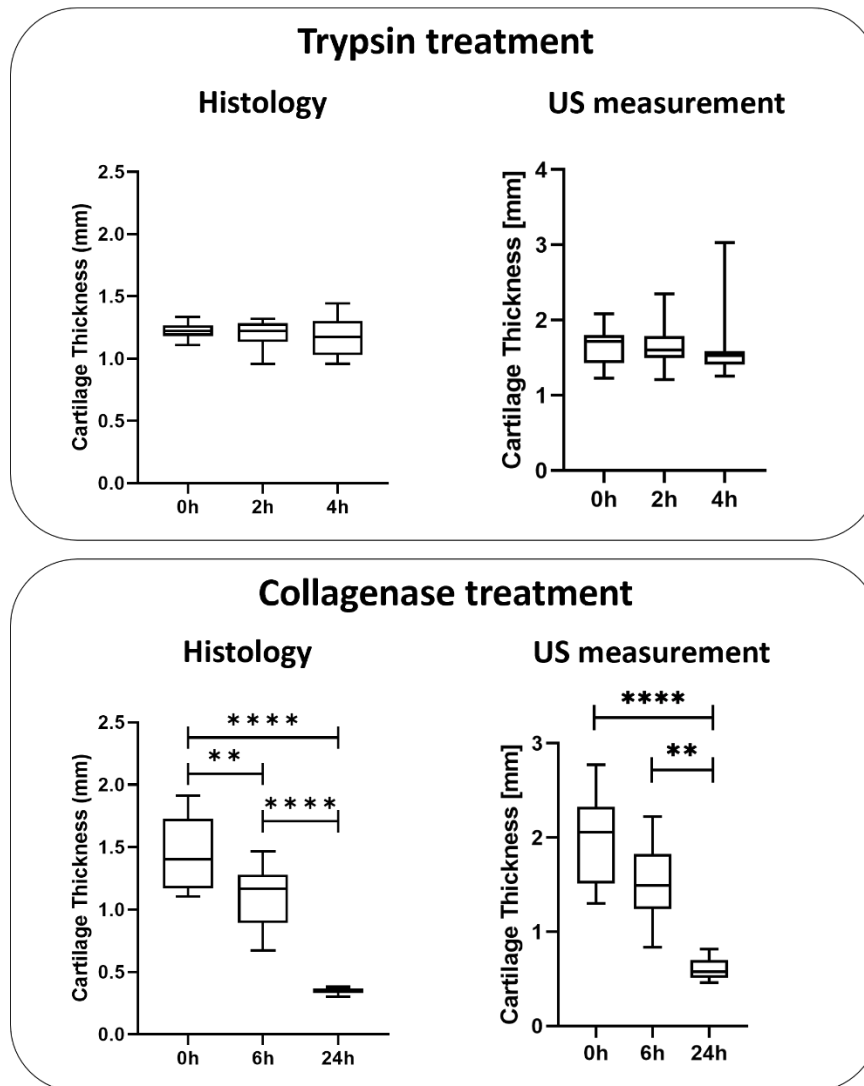 Trypsin treatment
Histology
US measurement
Cartilage Thickness (mm)
2.5
2.0
1.5
1.0
0.5
0.0
0h 2h 4h
Cartilage Thickness [mm]
4
3
2
1
0
0h 2h 4h
Collagenase treatment
Histology
US measurement
Cartilage Thickness (mm)
2.5
2.0
1.5
1.0
0.5
0.0
****
**
****
0h 6h 24h
Cartilage Thickness [mm]
3
2
1
0
****
**
0h 6h 24h